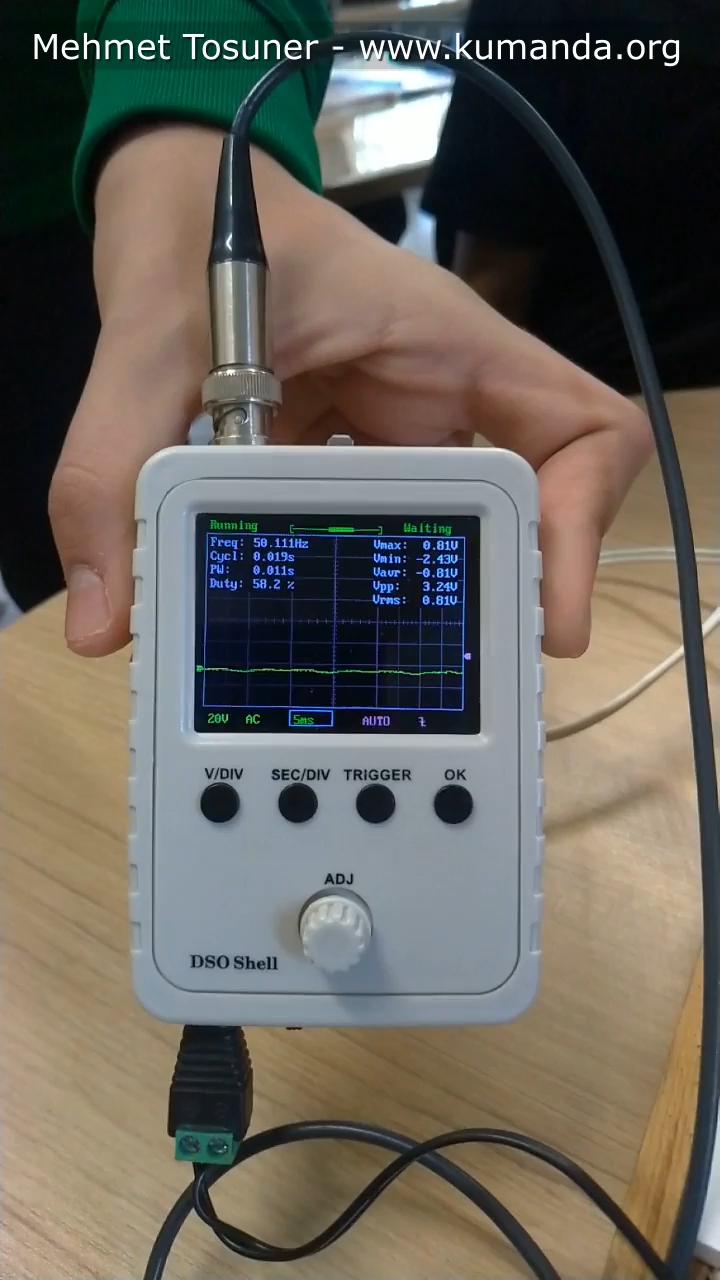 Mehmet Tosuner - www.kumanda.org
Running Waiting
Freq: 50.111Hz Vmax: 0.81V
Cycl: 0.019s Vmin: -2.43V
PW: 0.011s Vavr: -0.81V
Duty: 58.2 % Vpp: 3.24V
Vrms: 0.81V
20V AC 5ms AUTO
V/DIV SEC/DIV TRIGGER OK
ADJ
DSO Shell